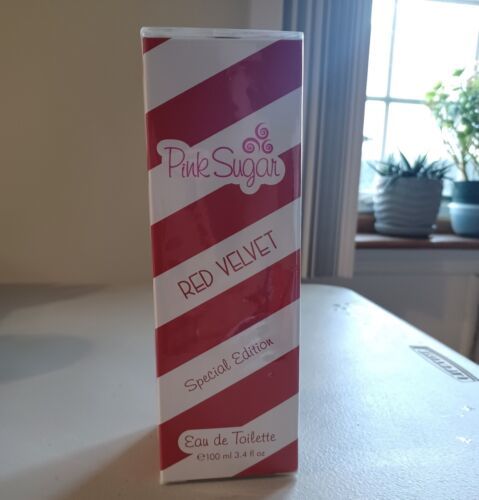 Pink Sugar
RED VELVET
Special Edition
Eau de Toilette
℮100 ml 3.4 fl oz